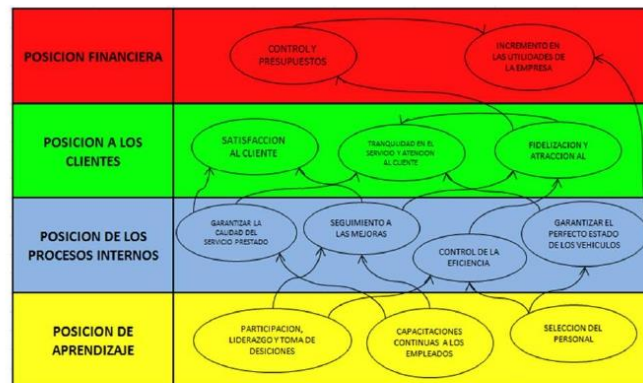 POSICION FINANCIERA
CONTROL Y
PRESUPUESTOS
INCREMENTO EN
LAS UTILIDADES DE
LA EMPRESA
POSICION A LOS
CLIENTES
SATISFACCION
AL CLIENTE
TRANQUILIDAD EN EL
SERVICIO Y ATENCION
AL CLIENTE
FIDELIZACION Y
ATRACCION AL
POSICION DE LOS
PROCESOS INTERNOS
GARANTIZAR LA
CALIDAD DEL
SERVICIO PRESTADO
SEGUIMIENTO A
LAS MEJORAS
CONTROL DE LA
EFICIENCIA
GARANTIZAR EL
PERFECTO ESTADO
DE LOS VEHICULOS
POSICION DE
APRENDIZAJE
PARTICIPACION,
LIDERAZGO Y TOMA DE
DESICIONES
CAPACITACIONES
CONTINUAS A LOS
EMPLEADOS
SELECCION DEL
PERSONAL